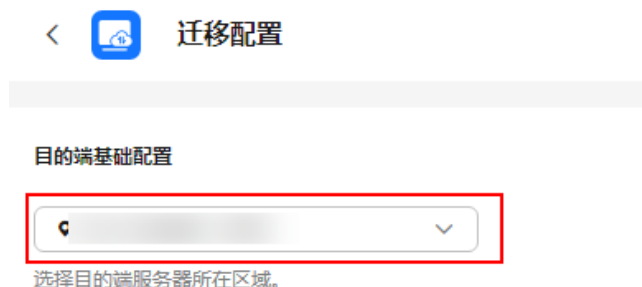 迁移配置
目的端基础配置
选择目的端服务器所在区域。